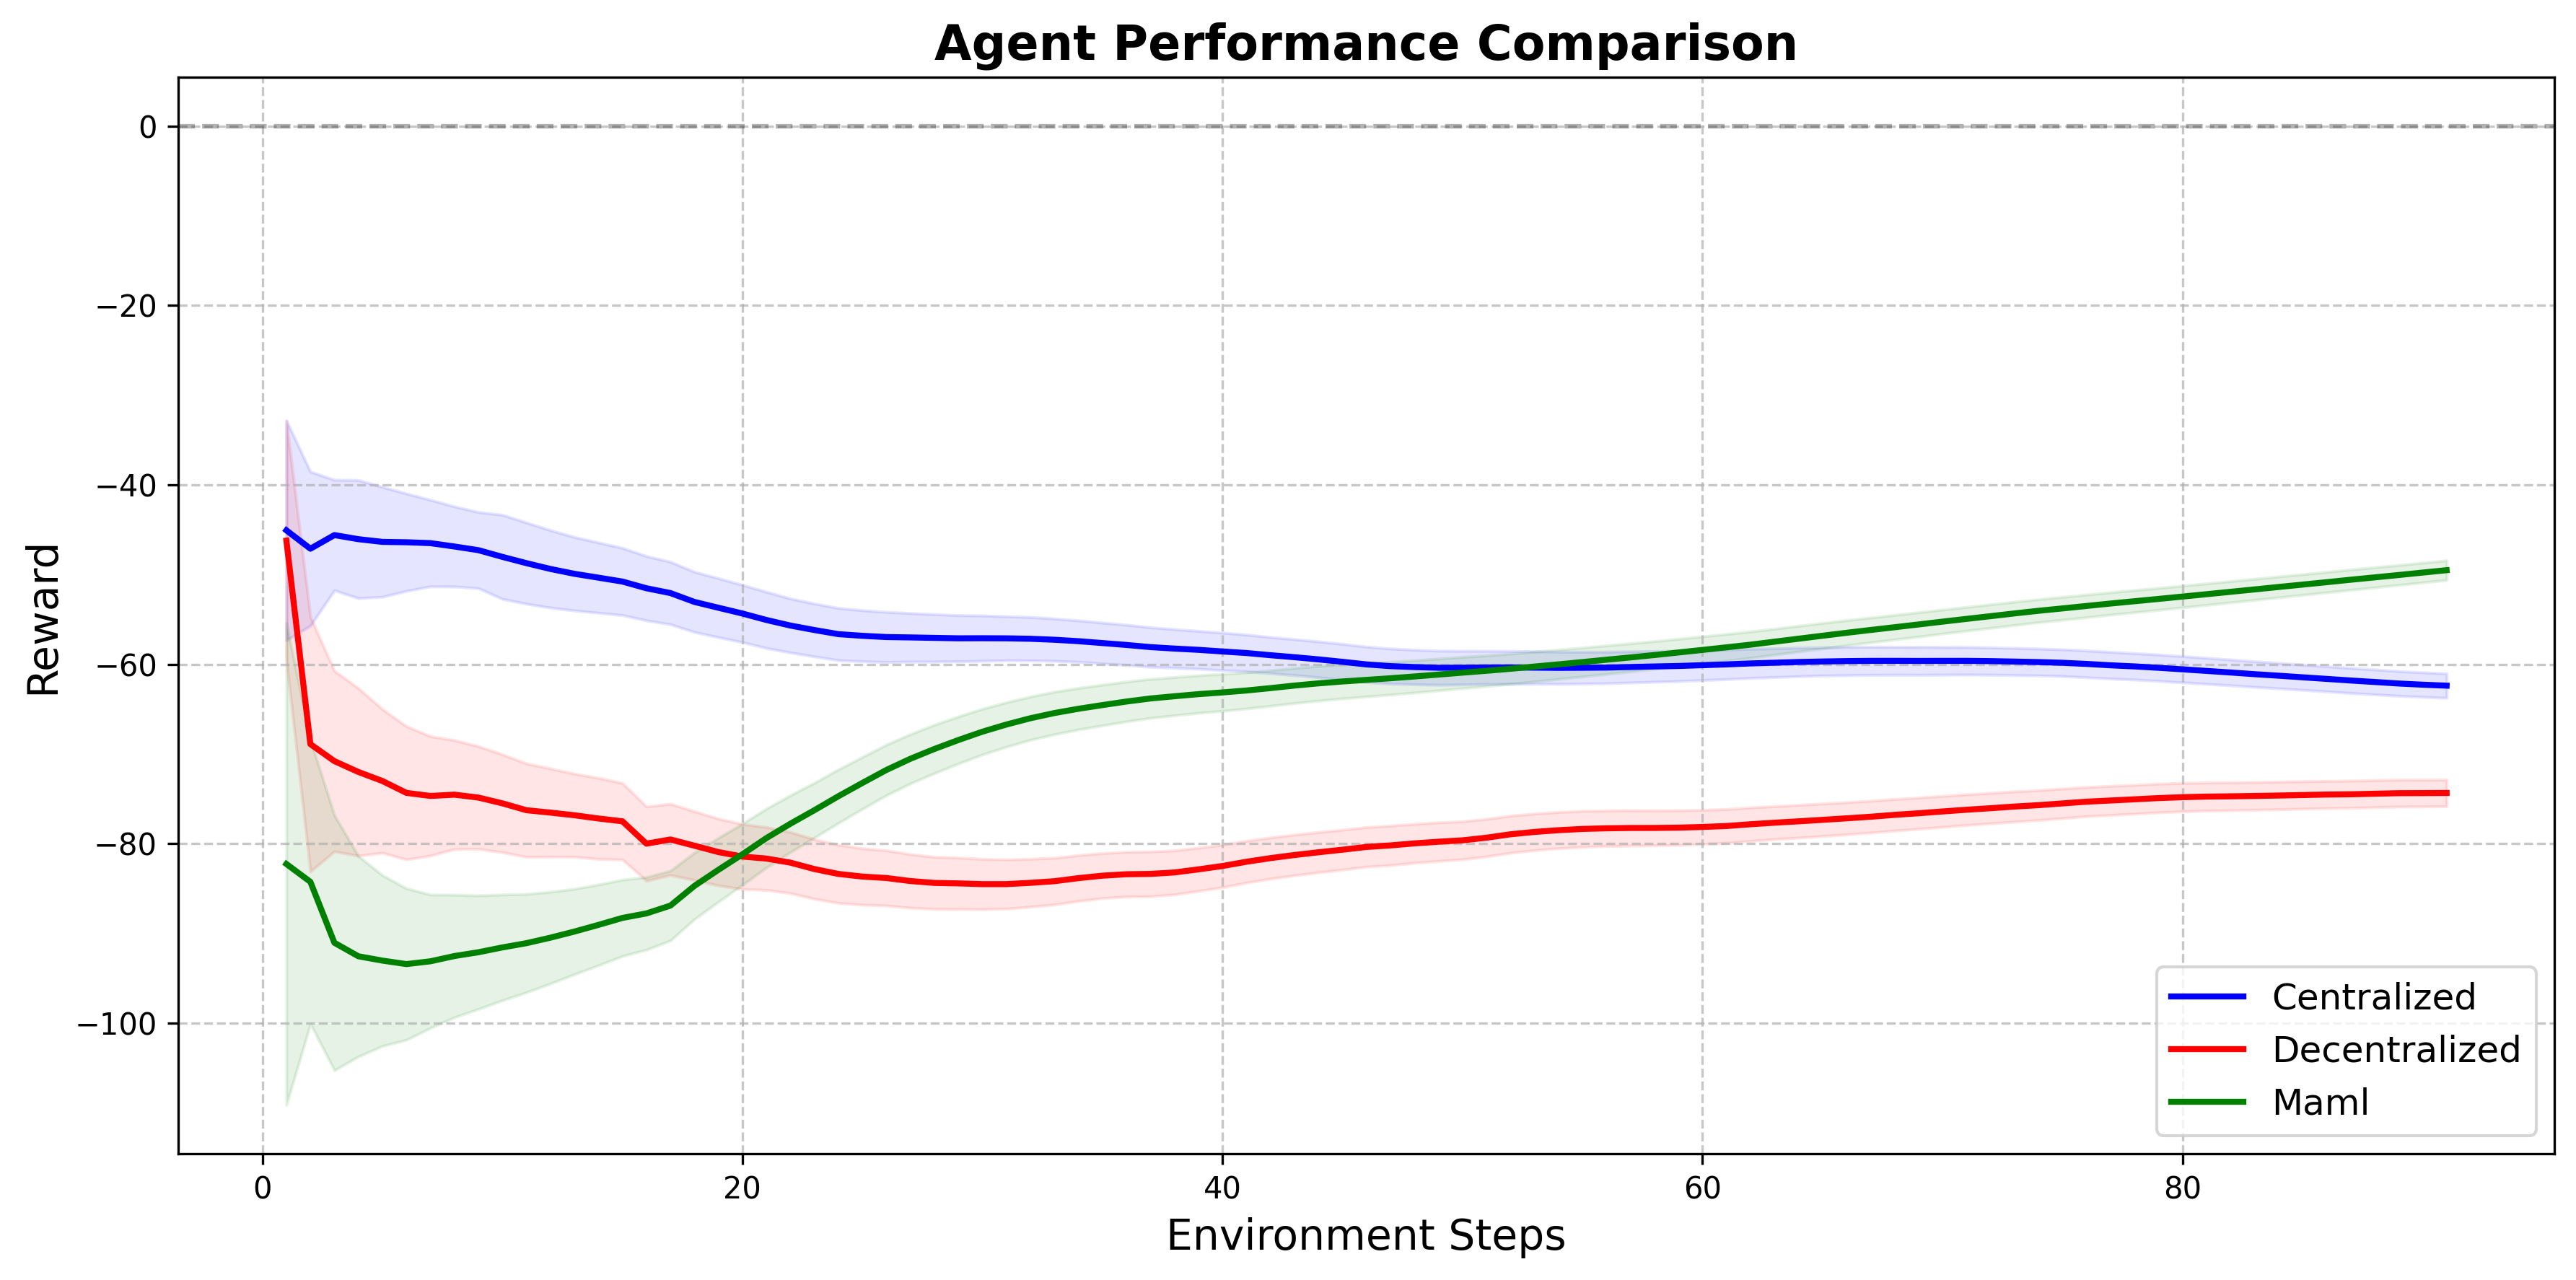 Agent Performance Comparison
0
−20
−40
−60
−80
−100
Reward
0 20 40 60 80
Environment Steps
Centralized
Decentralized
Maml